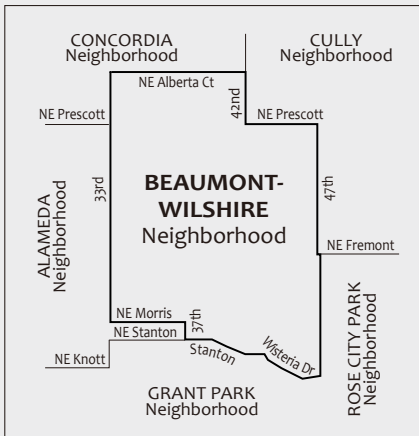 CONCORDIA
Neighborhood
CULLY
Neighborhood
NE Alberta Ct
42nd
NE Prescott
NE Prescott
33rd
47th
BEAUMONT-
WILSHIRE
Neighborhood
ALAMEDA
Neighborhood
NE Fremont
NE Morris
37th
NE Stanton
Stanton
Wisteria Dr
NE Knott
ROSE CITY PARK
Neighborhood
GRANT PARK
Neighborhood